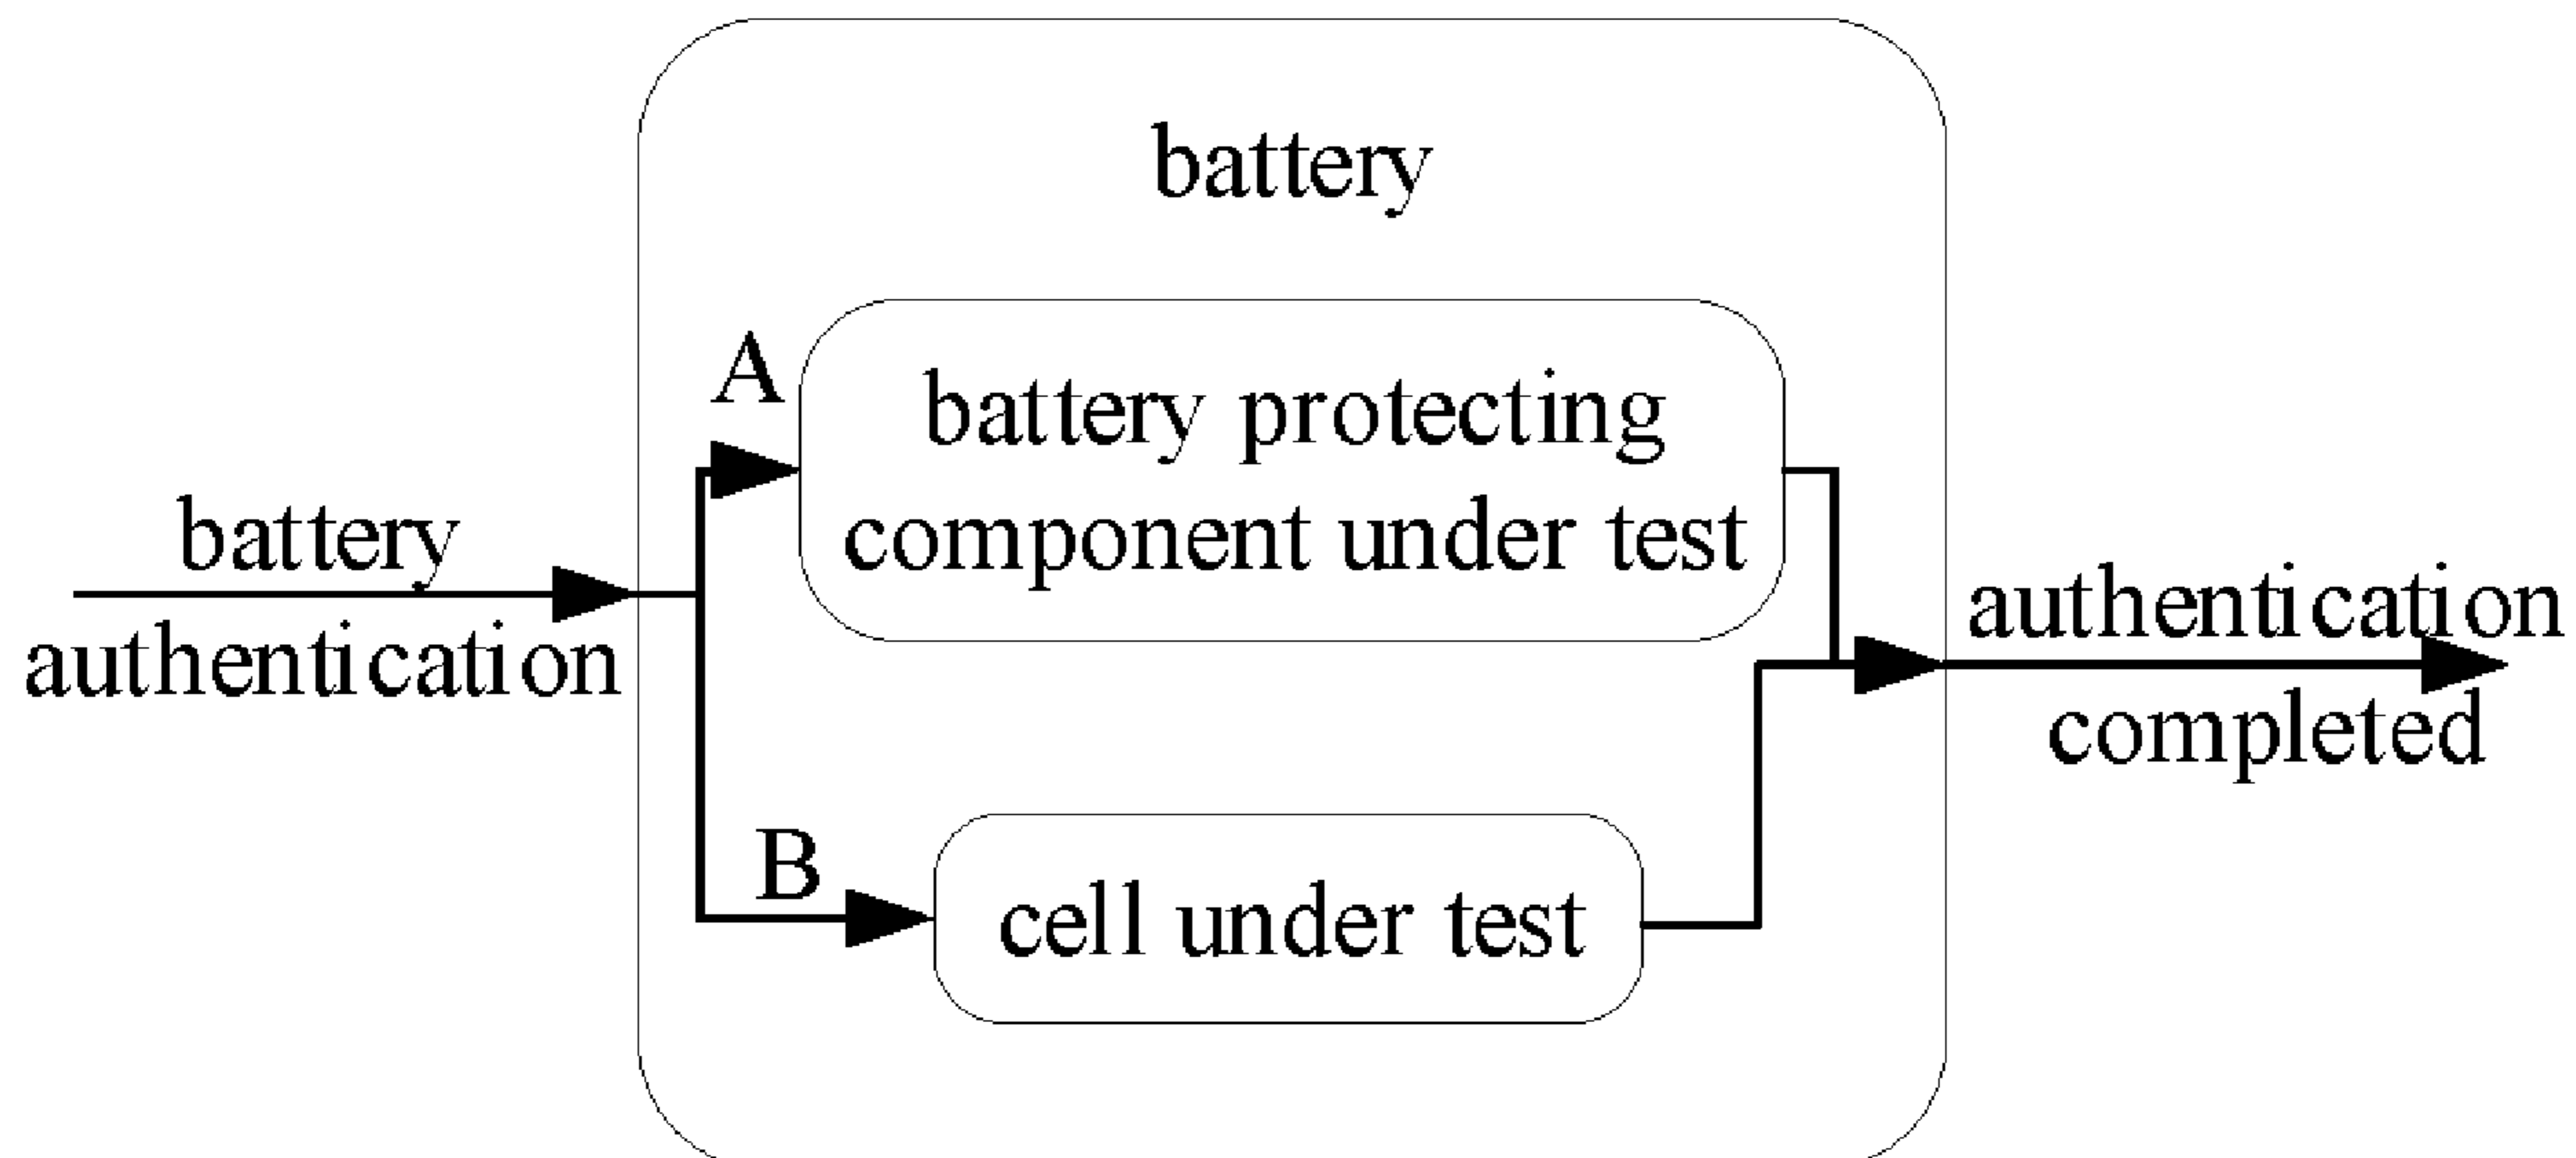 battery
A
battery protecting
component under test
battery
authentication
authentication
completed
B
cell under test